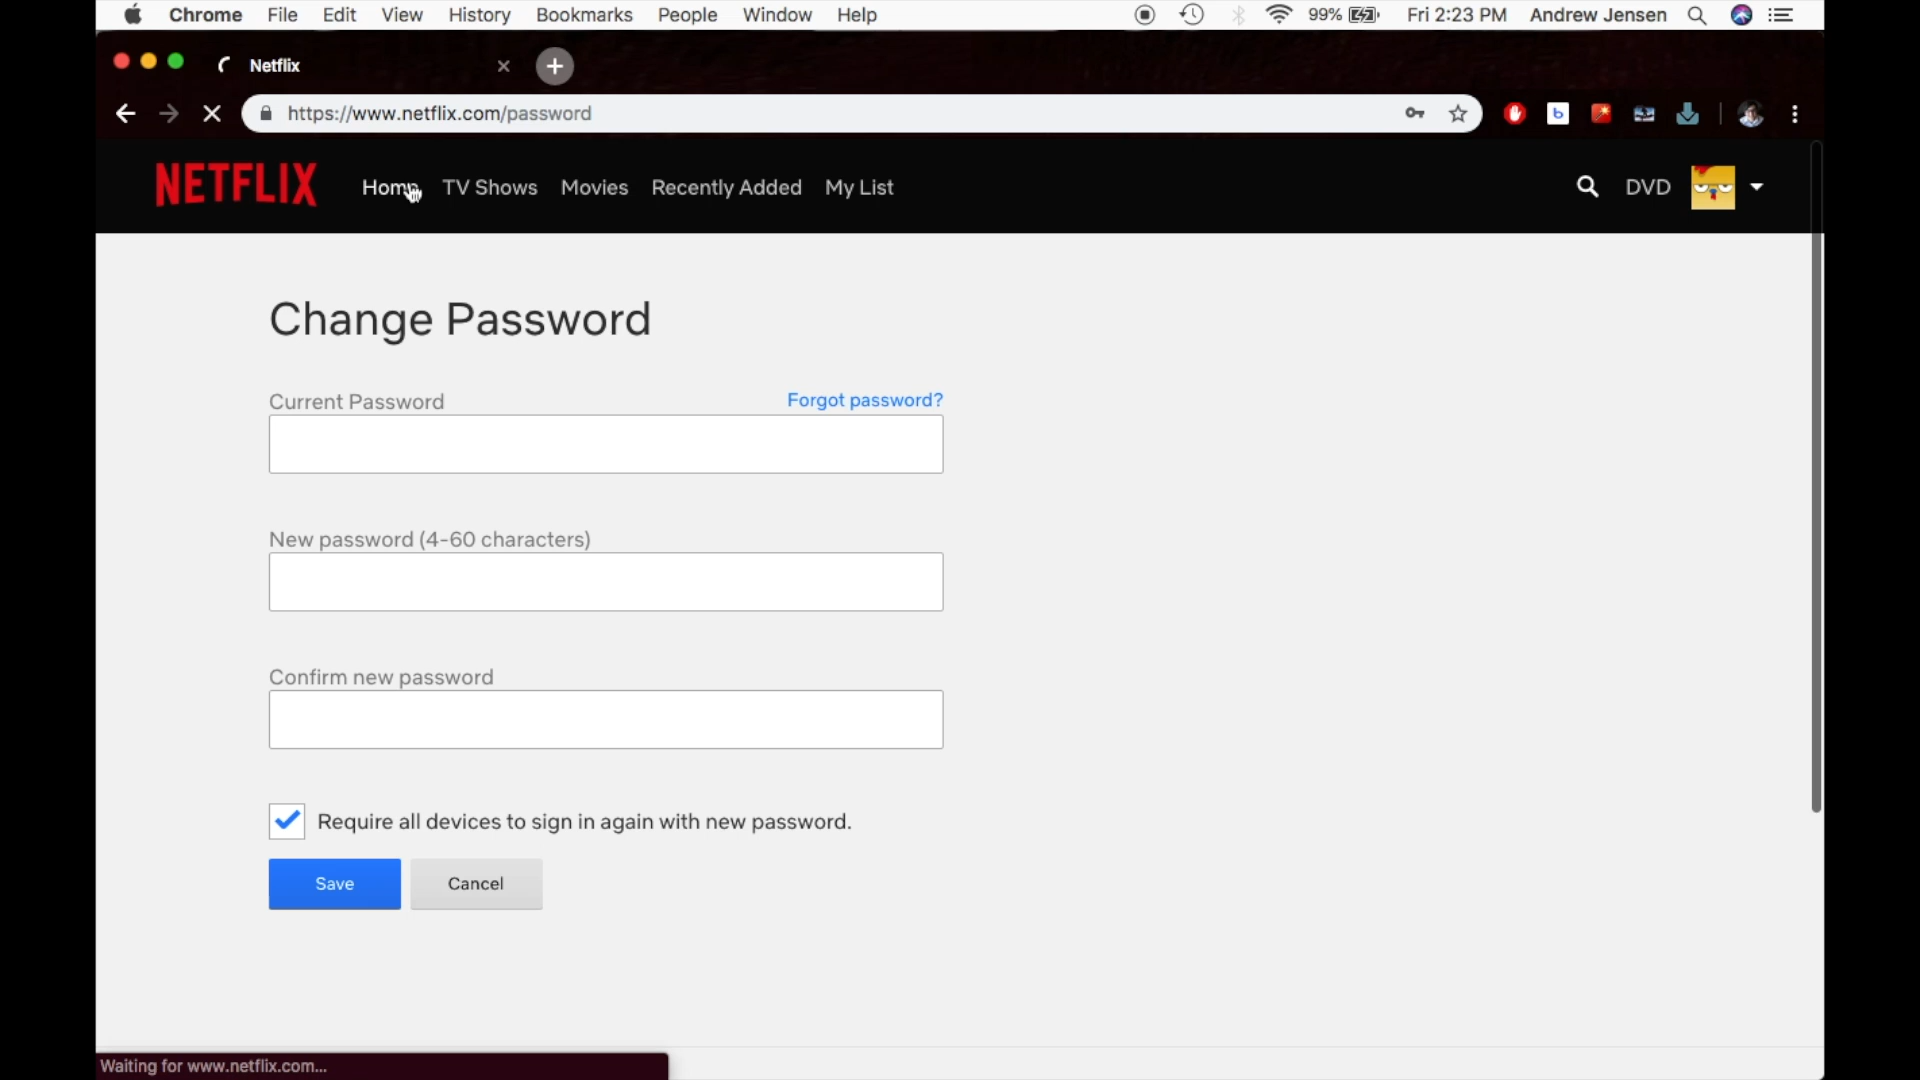 Chrome File Edit View History Bookmarks People Window Help 99% Fri 2:23 PM Andrew Jensen
Netflix
https://www.netflix.com/password
NETFLIX Home TV Shows Movies Recently Added My List DVD
Change Password
Current Password Forgot password?
New password (4-60 characters)
Confirm new password
Require all devices to sign in again with new password.
Save Cancel
Waiting for www.netflix.com...